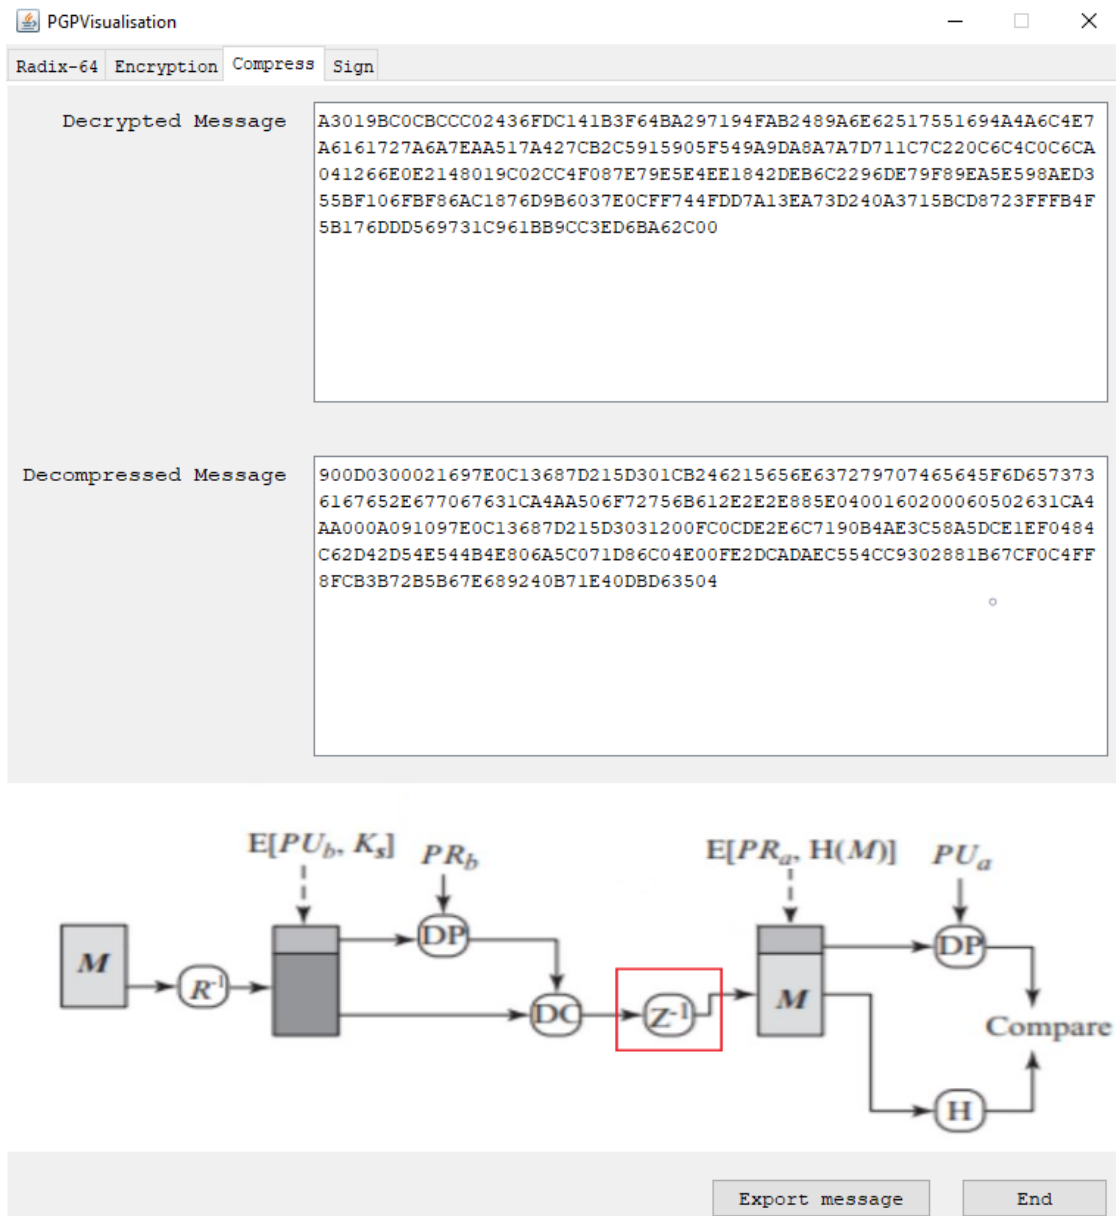 PGPVisualisation
Radix-64 Encryption Compress Sign
Decrypted Message
A3019BC0CBCCC02436FDC141B3F64BA297194FAB2489A6E62517551694A4A6C4E7
A6161727A6A7EAA517A427CB2C5915905F549A9DA8A7A7D711C7C220C6C4C0C6CA
041266E0E2148019C02CC4F087E79E5E4EE1842DEB6C2296DE79F89EA5E598AED3
55BF106FBF86AC1876D9B6037E0CFF744FDD7A13EA73D240A3715BCD8723FFFB4F
5B176DDD569731C961BB9CC3ED6BA62C00
Decompressed Message
900D0300021697E0C13687D215D301CB246215656E637279707465645F6D657373
6167652E677067631CA4AA506F72756B612E2E2E885E0400160200060502631CA4
AA000A091097E0C13687D215D3031200FC0CDE2E6C7190B4AE3C58A5DCE1EF0484
C62D42D54E544B4E806A5C071D86C04E00FE2DCADAEC554CC9302881B67CF0C4FF
8FCB3B72B5B67E689240B71E40DBD63504
E[PUb, Ks] PRb E[PRa, H(M)] PUa
M R-1 DP DC Z-1 M DP
Compare
H
Export message End